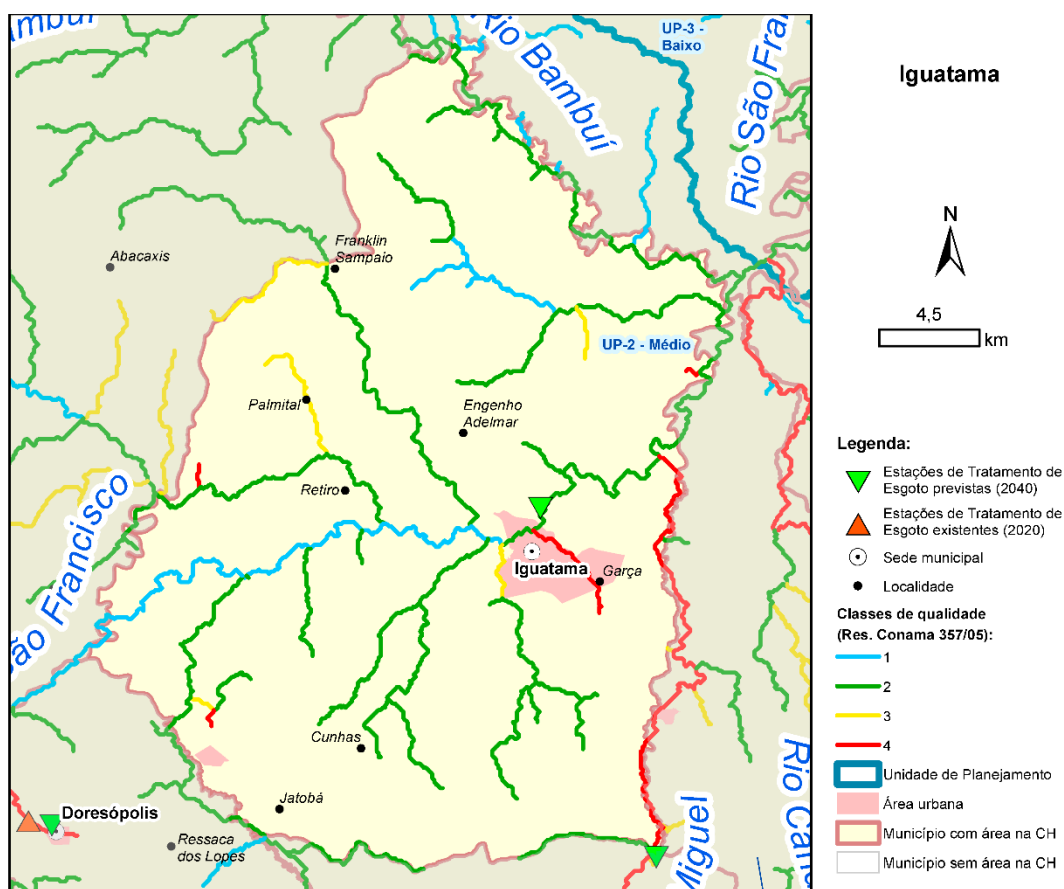 ambuí
Rio Bambuí
UP-3 -
Baixo
Rio São Fran
Abacaxis
Franklin
Sampaio
UP-2 - Médio
Palmital
Engenho
Adelmar
Retiro
São Francisco
Iguatama
Garça
Cunhas
Jatobá
Doresópolis
Ressaca
dos Lopes
Miguel
Rio Ca
Iguatama
N
4,5
km
Legenda:
Estações de Tratamento de
Esgoto previstas (2040)
Estações de Tratamento de
Esgoto existentes (2020)
Sede municipal
Localidade
Classes de qualidade
(Res. Conama 357/05):
1
2
3
4
Unidade de Planejamento
Área urbana
Município com área na CH
Município sem área na CH